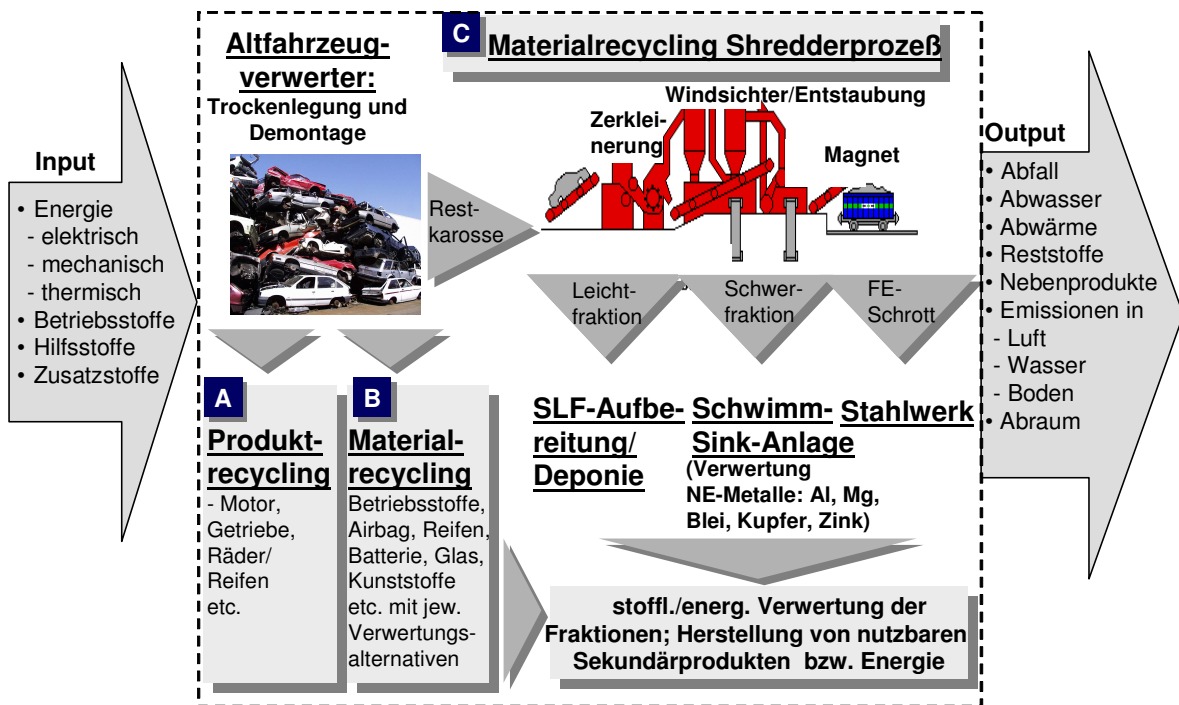 Input
• Energie
- elektrisch
- mechanisch
- thermisch
• Betriebsstoffe
• Hilfsstoffe
• Zusatzstoffe
Altfahrzeug-
verwerter:
Trockenlegung und
Demontage
Rest-
karosse
C Materialrecycling Shredderprozeß
Windsichter/Entstaubung
Zerklei-
nerung
Magnet
Leicht-
fraktion
Schwer-
fraktion
FE-
Schrott
A
Produkt-
recycling
- Motor,
Getriebe,
Räder/
Reifen
etc.
B
Material-
recycling
Betriebsstoffe,
Airbag, Reifen,
Batterie, Glas,
Kunststoffe
etc. mit jew.
Verwertungs-
alternativen
SLF-Aufbe-
reitung/
Deponie
Schwimm-
Sink-Anlage
(Verwertung
NE-Metalle: Al, Mg,
Blei, Kupfer, Zink)
Stahlwerk
stoffl./energ. Verwertung der
Fraktionen; Herstellung von nutzbaren
Sekundärprodukten bzw. Energie
Output
• Abfall
• Abwasser
• Abwärme
• Reststoffe
• Nebenprodukte
• Emissionen in
- Luft
- Wasser
- Boden
• Abraum